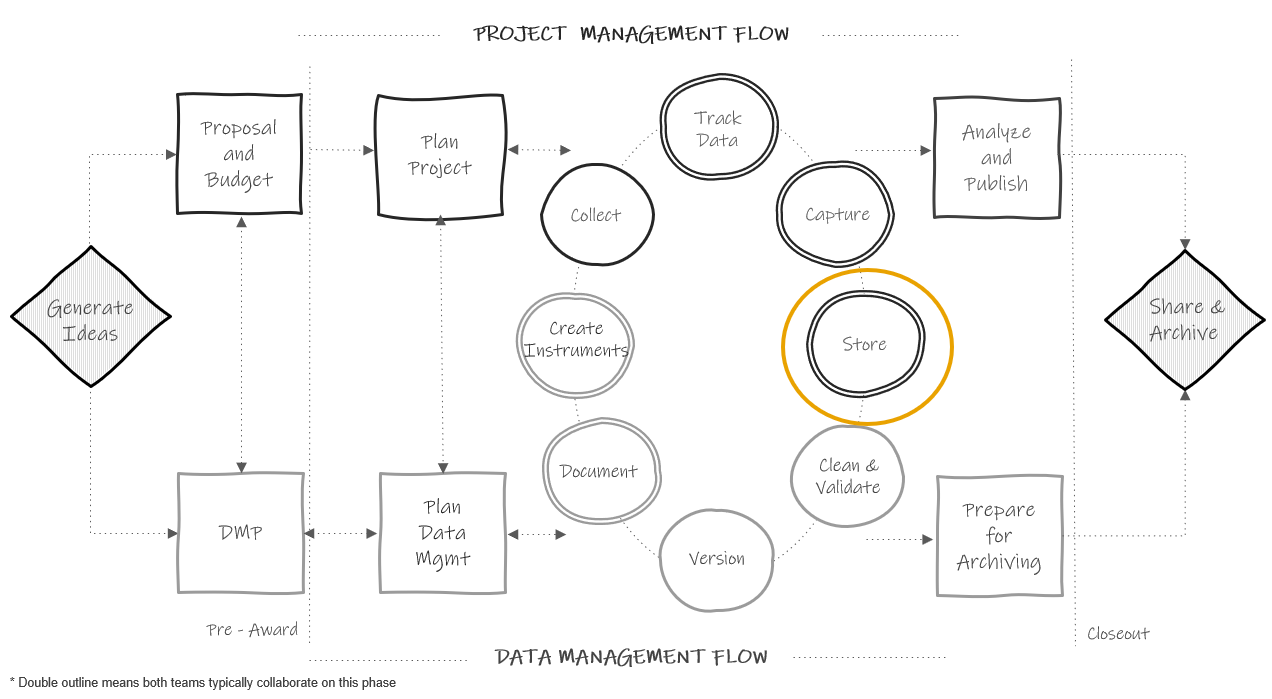 PROJECT MANAGEMENT FLOW
Proposal
and
Budget
Plan
Project
Track
Data
Analyze
and
Publish
Collect
Capture
Generate
Ideas
Create
Instruments
Store
Share &
Archive
Document
Clean &
Validate
DMP
Plan
Data
Mgmt
Version
Prepare
for
Archiving
Pre - Award
Closeout
DATA MANAGEMENT FLOW
* Double outline means both teams typically collaborate on this phase